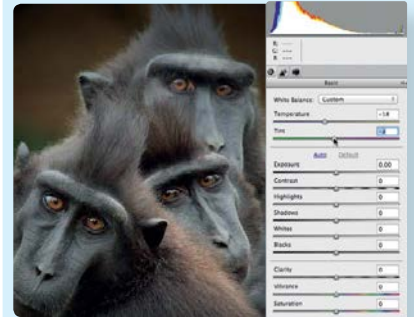 R: ---
G: ---
B: ---
Basic
White Balance: Custom
Temperature -14
Tint
Auto Default
Exposure 0.00
Contrast 0
Highlights 0
Shadows 0
Whites 0
Blacks 0
Clarity 0
Vibrance 0
Saturation 0